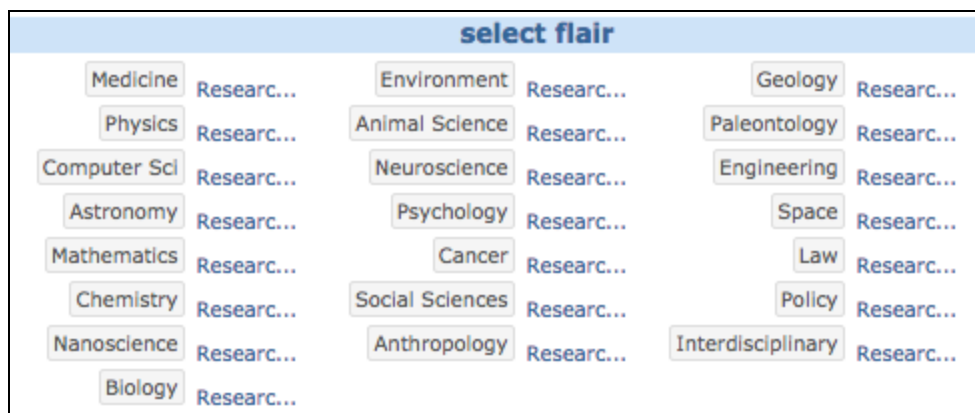 select flair
Medicine Researc... Environment Researc... Geology Researc...
Physics Researc... Animal Science Researc... Paleontology Researc...
Computer Sci Researc... Neuroscience Researc... Engineering Researc...
Astronomy Researc... Psychology Researc... Space Researc...
Mathematics Researc... Cancer Researc... Law Researc...
Chemistry Researc... Social Sciences Researc... Policy Researc...
Nanoscience Researc... Anthropology Researc... Interdisciplinary Researc...
Biology Researc...